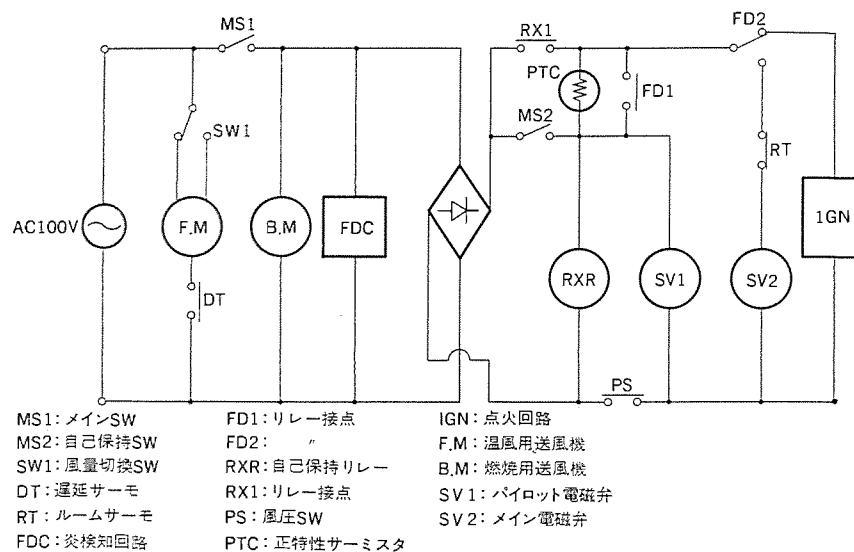 MS1
RX1
FD2
PTC
FD1
MS2
SW1
RT
AC100V
F.M
B.M
FDC
1GN
DT
RXR
SV1
SV2
PS
MS1：メインSW
MS2：自己保持SW
SW1：風量切換SW
DT：遅延サーモ
RT：ルームサーモ
FDC：炎検知回路
FD1：リレー接点
FD2：　〃
RXR：自己保持リレー
RX1：リレー接点
PS：風圧SW
PTC：正特性サーミスタ
IGN：点火回路
F.M：温風用送風機
B.M：燃焼用送風機
SV1：パイロット電磁弁
SV2：メイン電磁弁